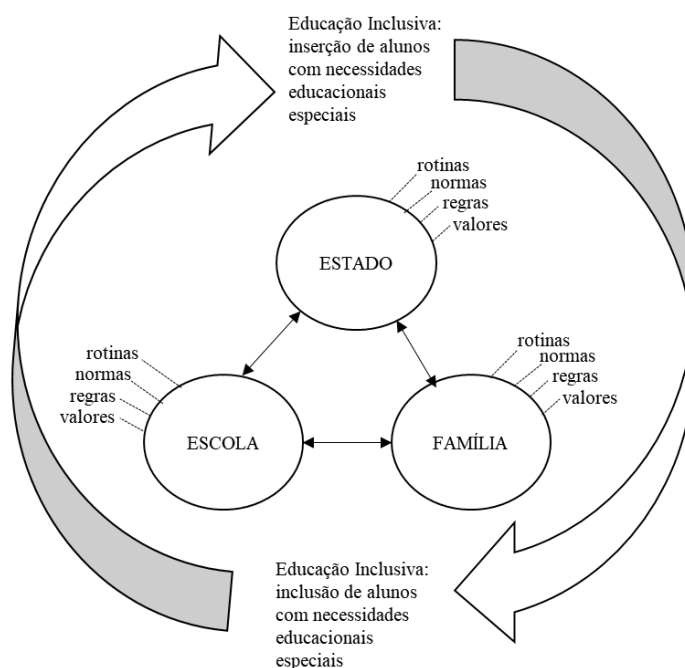 Educação Inclusiva:
inserção de alunos
com necessidades
educacionais
especiais
rotinas
normas
regras
valores
ESTADO
rotinas
normas
regras
valores
ESCOLA
rotinas
normas
regras
valores
FAMÍLIA
Educação Inclusiva:
inclusão de alunos
com necessidades
educacionais
especiais